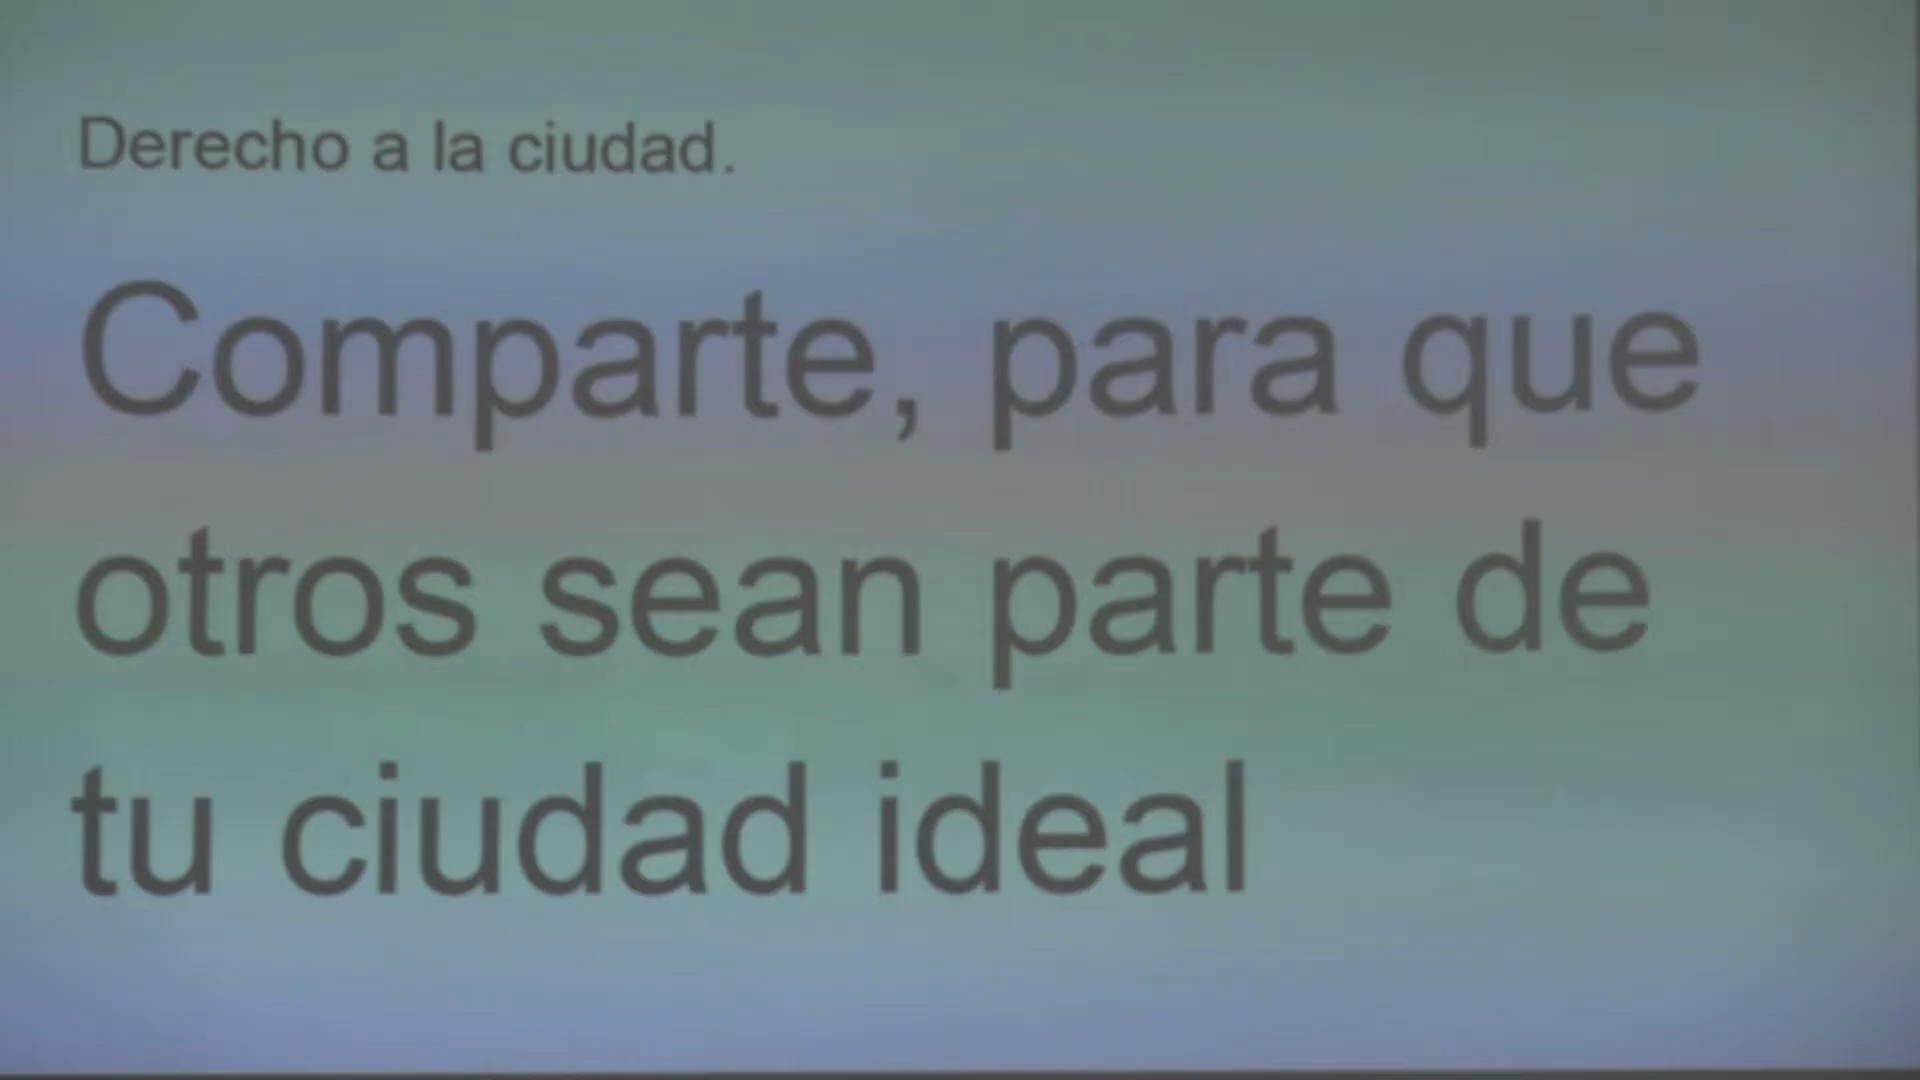 Derecho a la ciudad.
Comparte, para que
otros sean parte de
tu ciudad ideal